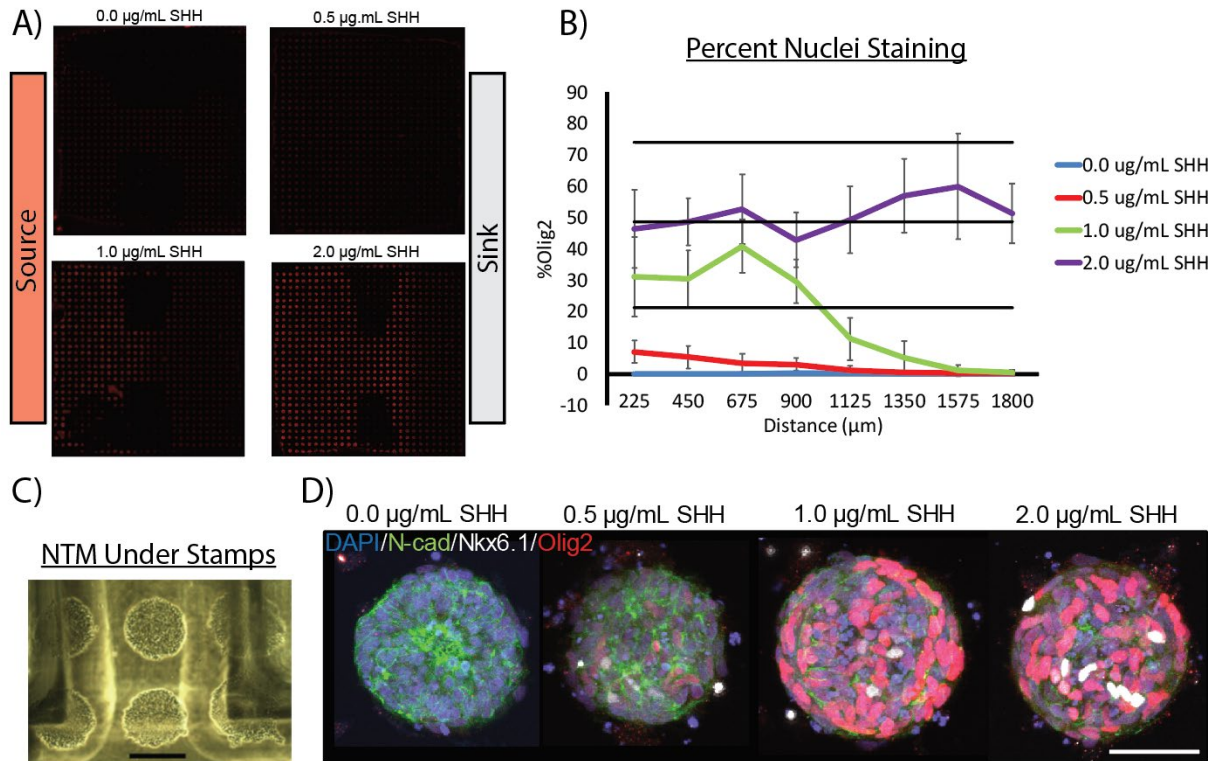 A)
0.0 µg/mL SHH
0.5 µg.mL SHH
Source
1.0 µg/mL SHH
2.0 µg/mL SHH
Sink
B)
Percent Nuclei Staining
%Olig2
90
80
70
60
50
40
30
20
10
0
-10
225 450 675 900 1125 1350 1575 1800
Distance (µm)
0.0 ug/mL SHH
0.5 ug/mL SHH
1.0 ug/mL SHH
2.0 ug/mL SHH
C)
NTM Under Stamps
D)
0.0 µg/mL SHH 0.5 µg/mL SHH 1.0 µg/mL SHH 2.0 µg/mL SHH
DAPI/N-cad/Nkx6.1/Olig2